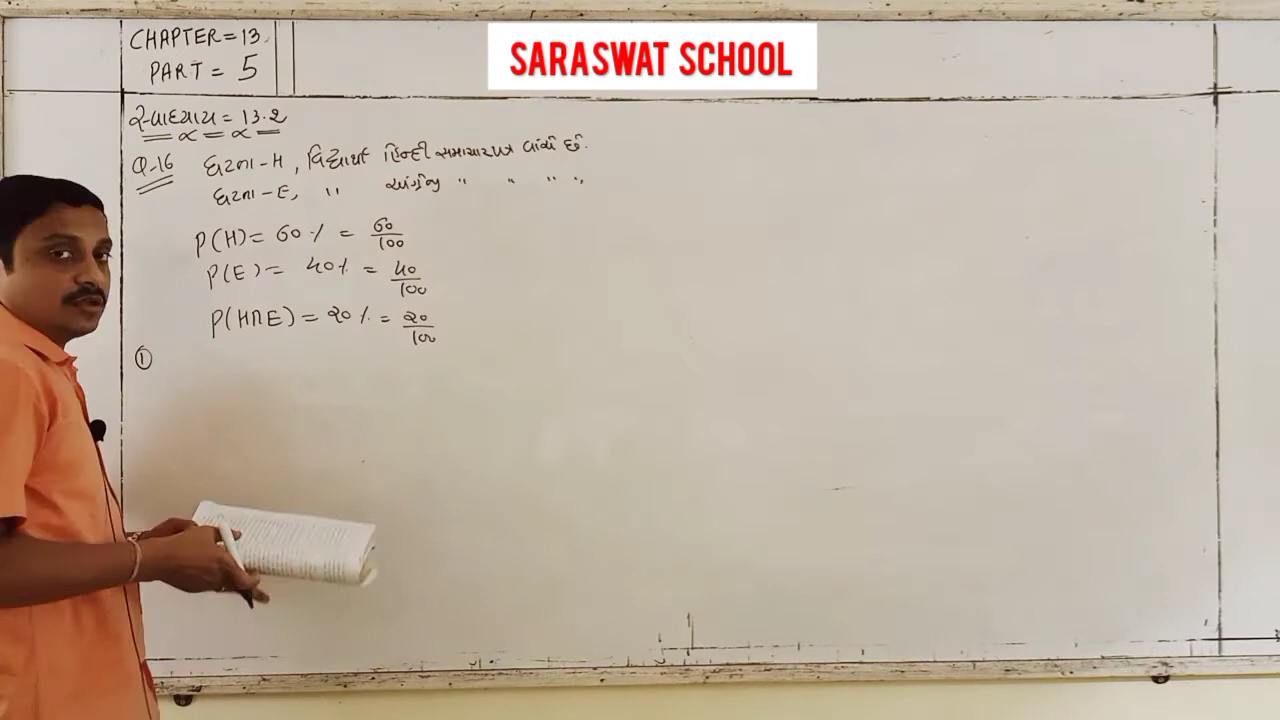 CHAPTER = 13
PART = 5
SARASWAT SCHOOL
સ્વાધ્યાય = 13.2
Q-16 ઘટના - H, વિદ્યાર્થી હિન્દી સમાચારપત્ર વાંચે છે.
ઘટના - E, " અંગ્રેજી " " " "
P(H) = 60 % = 60/100
P(E) = 40 % = 40/100
P(H∩E) = 20 % = 20/100
①